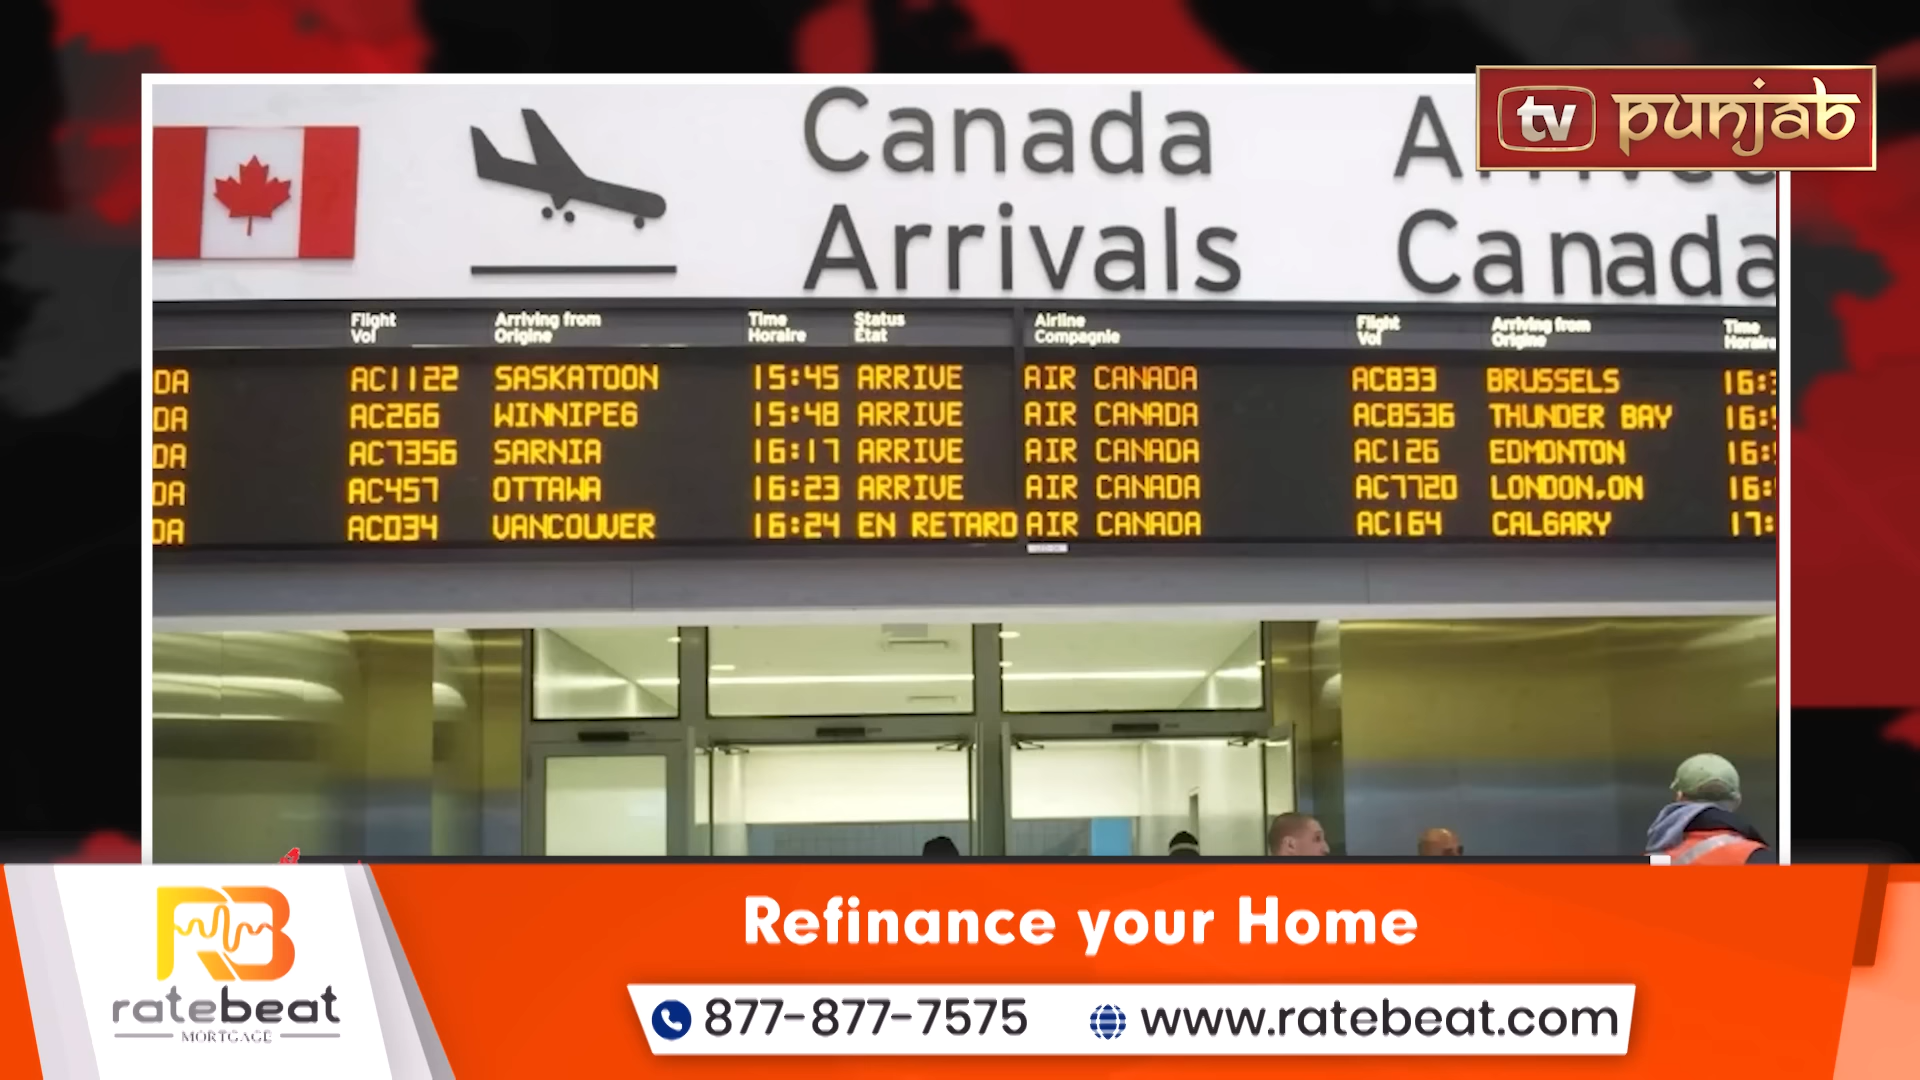 Canada
Arrivals
Canada
tv punjab
Flight Arriving from Time Status Airline Flight Arriving from Time
Vol Origine Horaire État Compagnie Vol Origine Horaire
DA AC1122 SASKATOON 15:45 ARRIVE AIR CANADA AC833 BRUSSELS
DA AC266 WINNIPEG 15:48 ARRIVE AIR CANADA AC8536 THUNDER BAY
DA AC7356 SARNIA 16:17 ARRIVE AIR CANADA AC126 EDMONTON
DA AC457 OTTAWA 16:23 ARRIVE AIR CANADA AC7720 LONDON,ON
DA AC034 VANCOUVER 16:24 EN RETARD AIR CANADA AC164 CALGARY
RB
ratebeat
MORTGAGE
Refinance your Home
877-877-7575 www.ratebeat.com